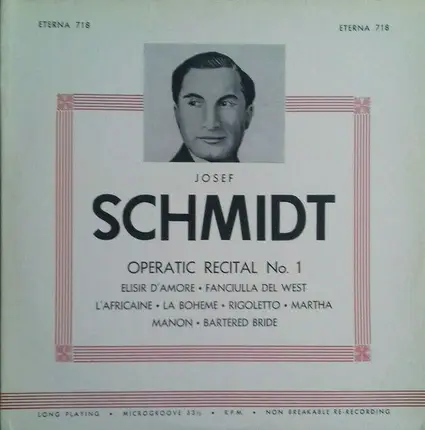 ETERNA 718 ETERNA 718
JOSEF
SCHMIDT
OPERATIC RECITAL No. 1
ELISIR D'AMORE • FANCIULLA DEL WEST
L'AFRICAINE • LA BOHEME • RIGOLETTO • MARTHA
MANON • BARTERED BRIDE
LONG PLAYING • MICROGROOVE 33⅓ • R.P.M. • NON BREAKABLE RE-RECORDING